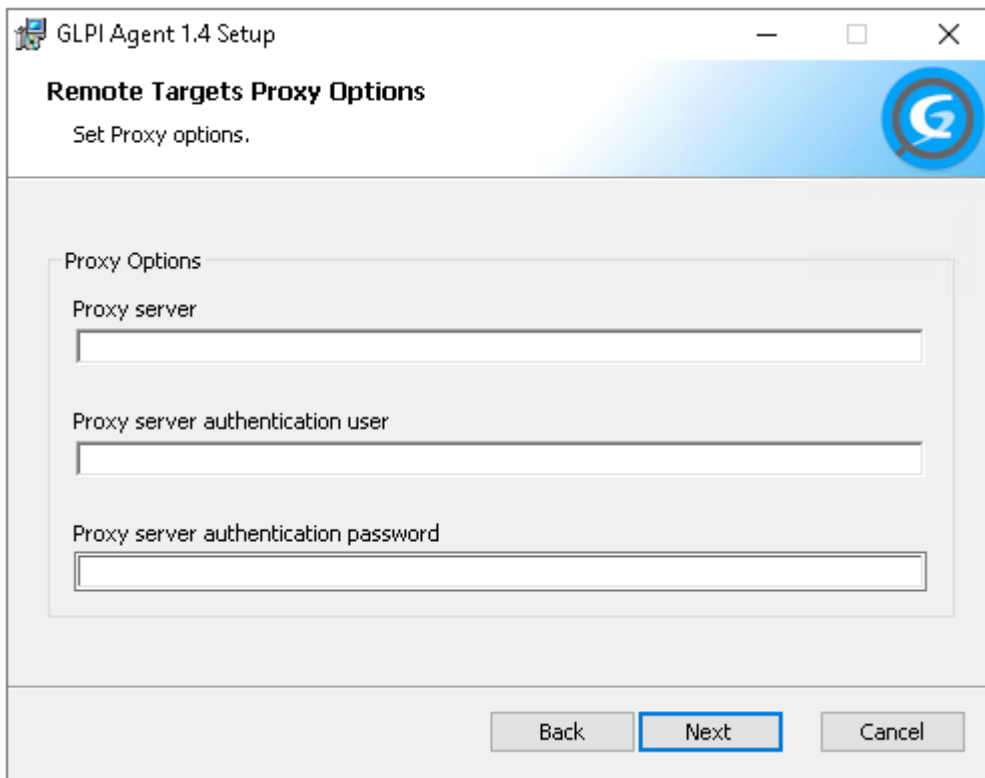 GLPI Agent 1.4 Setup
Remote Targets Proxy Options
Set Proxy options.
Proxy Options
Proxy server
Proxy server authentication user
Proxy server authentication password
Back Next Cancel